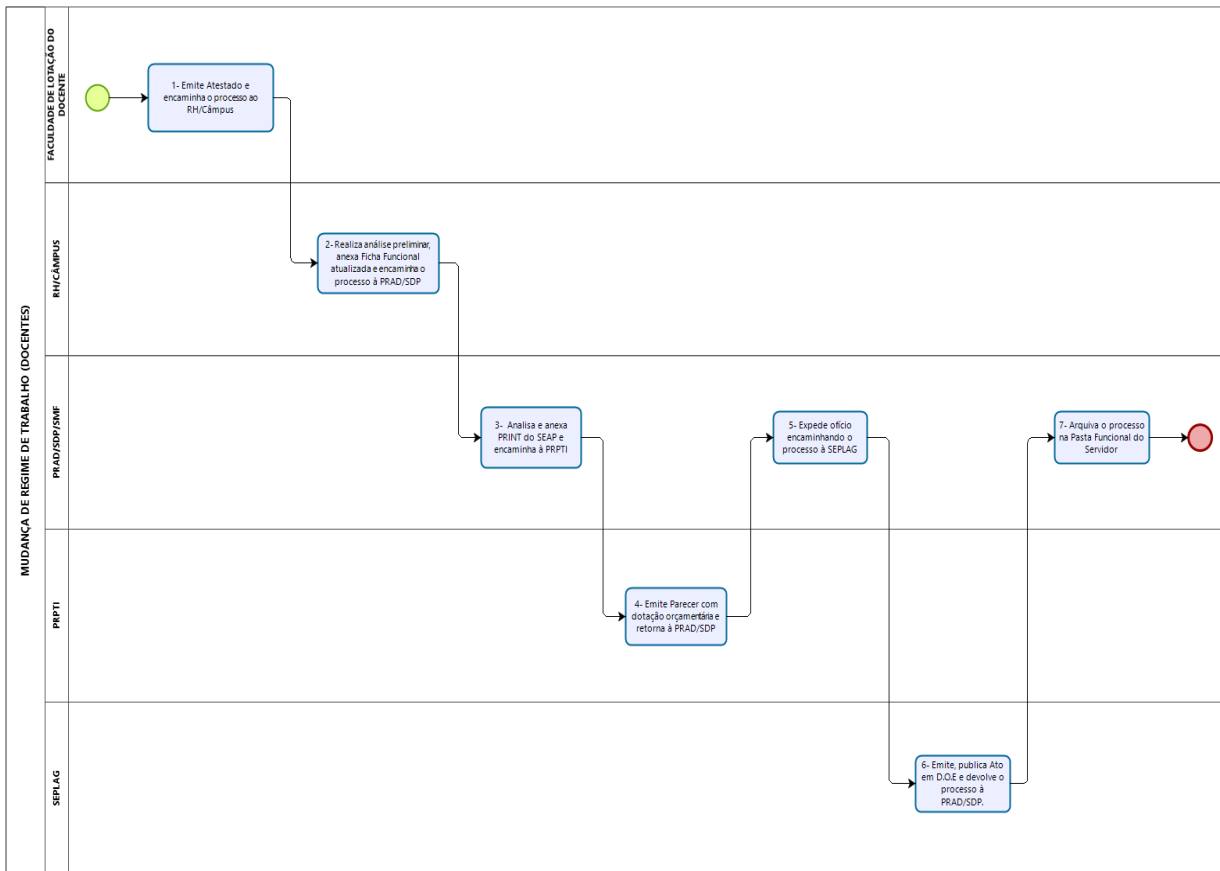 MUDANÇA DE REGIME DE TRABALHO (DOCENTES)
FACULDADE DE LOTAÇÃO DO
DOCENTE
1- Emite Atestado e
encaminha o processo ao
RH/Câmpus
RH/CÂMPUS
2- Realiza análise preliminar,
anexa Ficha Funcional
atualizada e encaminha o
processo à PRAD/SDP
PRAD/SDP/SMF
3- Analisa e anexa
PRINT do SEAP e
encaminha à PRPTI
5- Expede ofício
encaminhando o
processo à SEPLAG
7- Arquiva o processo
na Pasta Funcional do
Servidor
PRPTI
4- Emite Parecer com
dotação orçamentária e
retorna à PRAD/SDP
SEPLAG
6- Emite, publica Ato
em D.O.E e devolve o
processo à
PRAD/SDP.